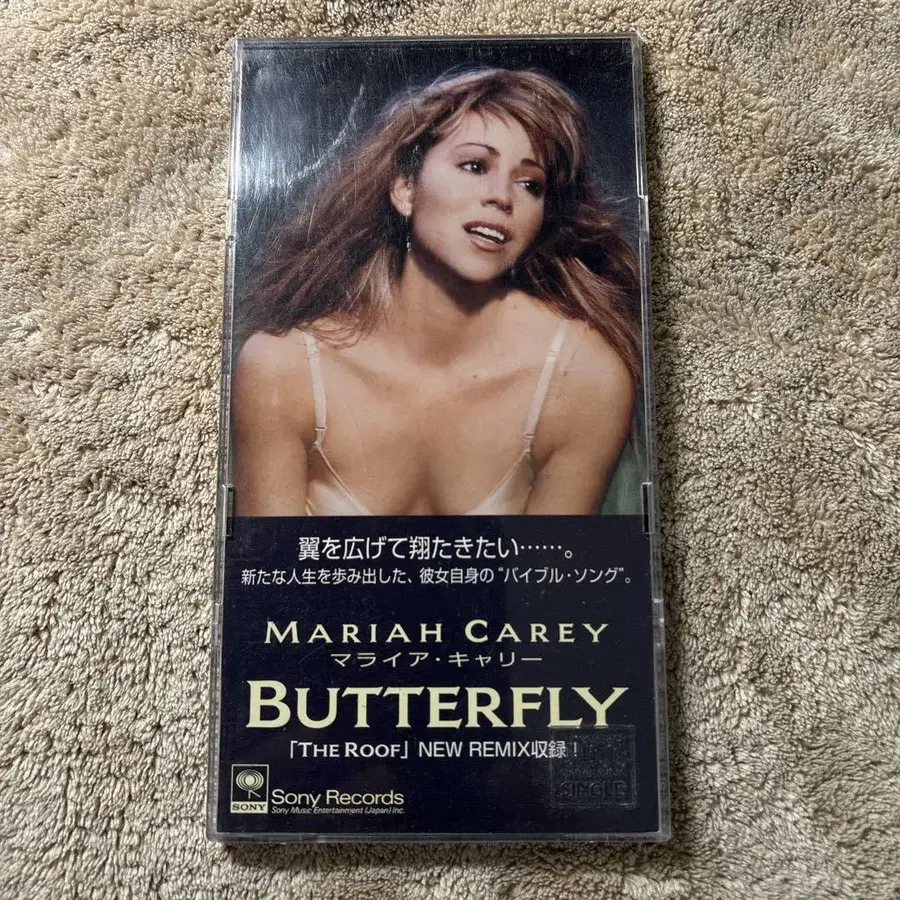 翼を広げて翔たきたい……。
新たな人生を歩み出した、彼女自身の“バイブル・ソング”。
MARIAH CAREY
マライア・キャリー
BUTTERFLY
「THE ROOF」NEW REMIX収録！
SINGLE
SONY
Sony Records
Sony Music Entertainment (Japan) Inc.